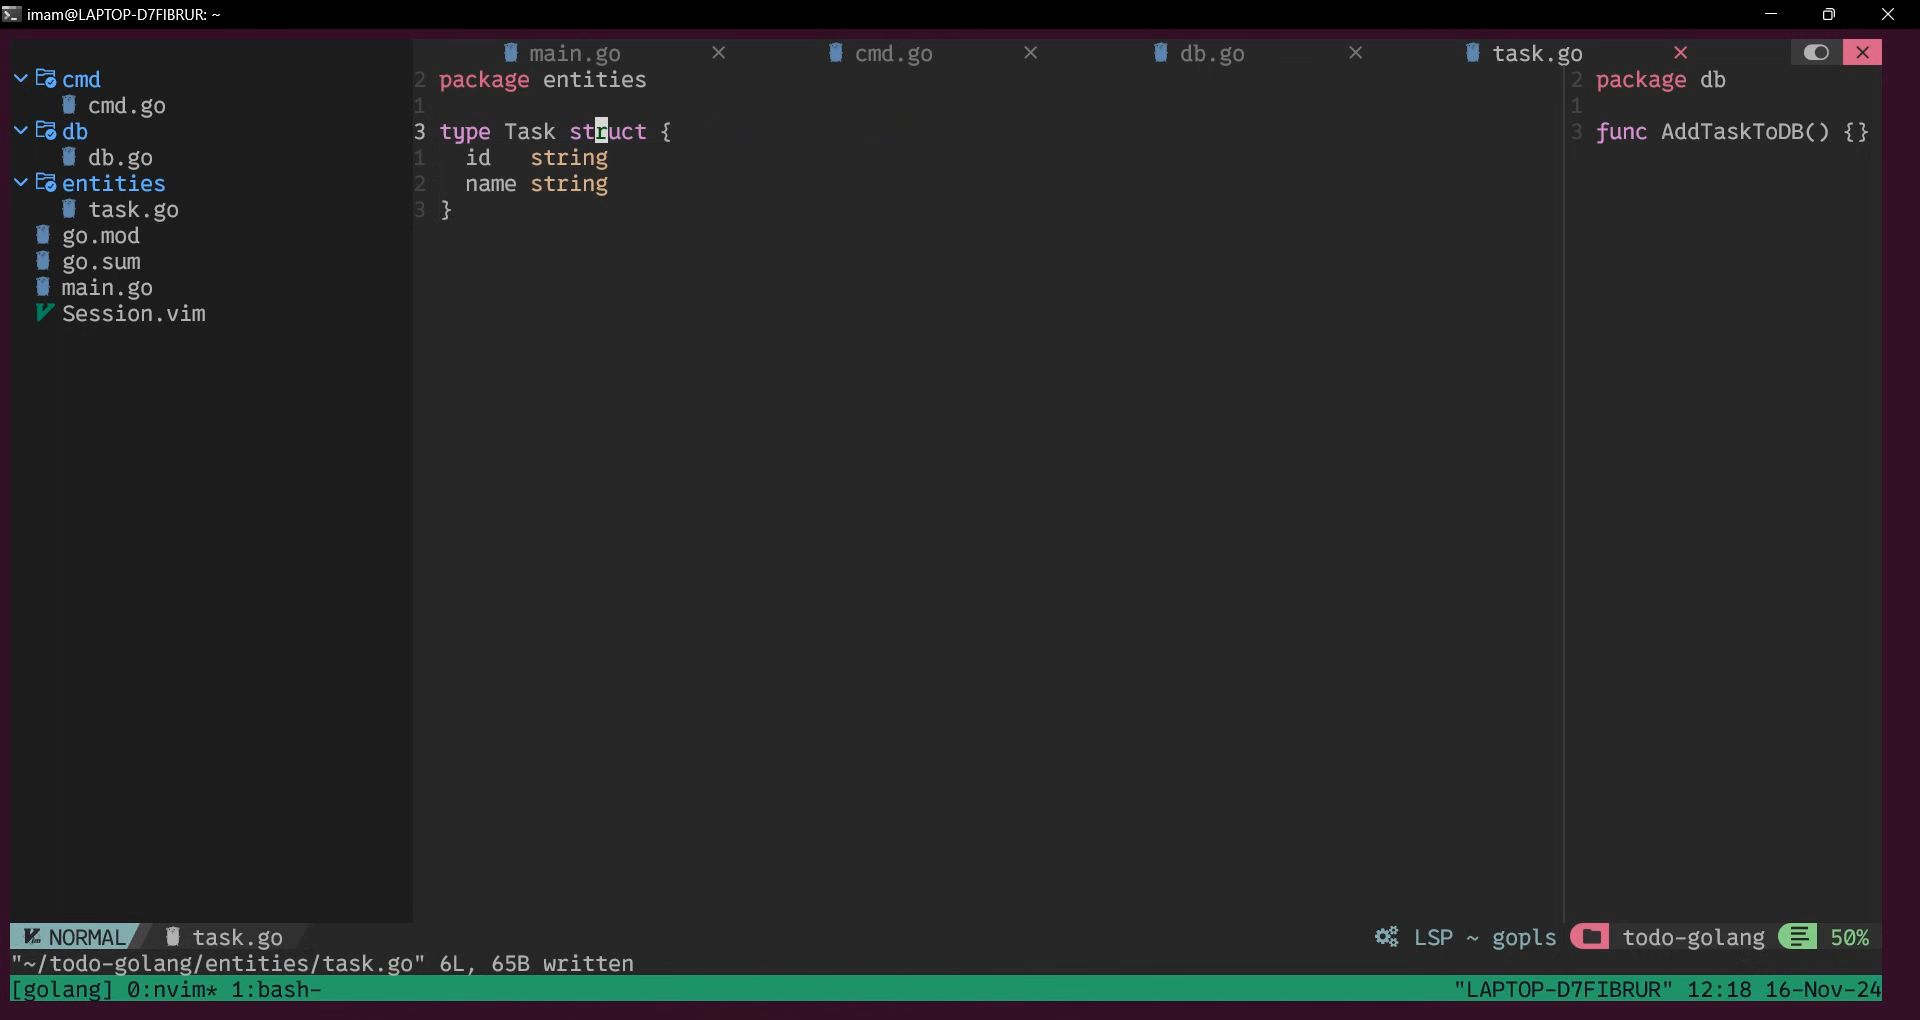 imam@LAPTOP-D7FIBRUR: ~
main.go
cmd.go
db.go
task.go
cmd
cmd.go
db
db.go
entities
task.go
go.mod
go.sum
main.go
Session.vim
2 package entities
1
3 type Task struct {
1 id string
2 name string
3 }
2 package db
1
3 func AddTaskToDB() {}
NORMAL task.go
LSP ~ gopls todo-golang 50%
"~/todo-golang/entities/task.go" 6L, 65B written
[golang] 0:nvim* 1:bash- "LAPTOP-D7FIBRUR" 12:18 16-Nov-24